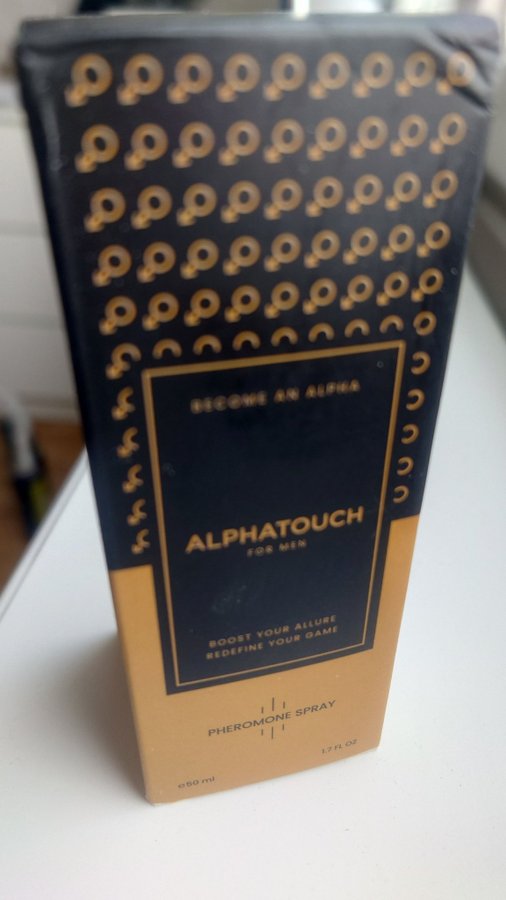 BECOME AN ALPHA
ALPHATOUCH
FOR MEN
BOOST YOUR ALLURE
REDEFINE YOUR GAME
PHEROMONE SPRAY
1.7 FL OZ
℮50 ml